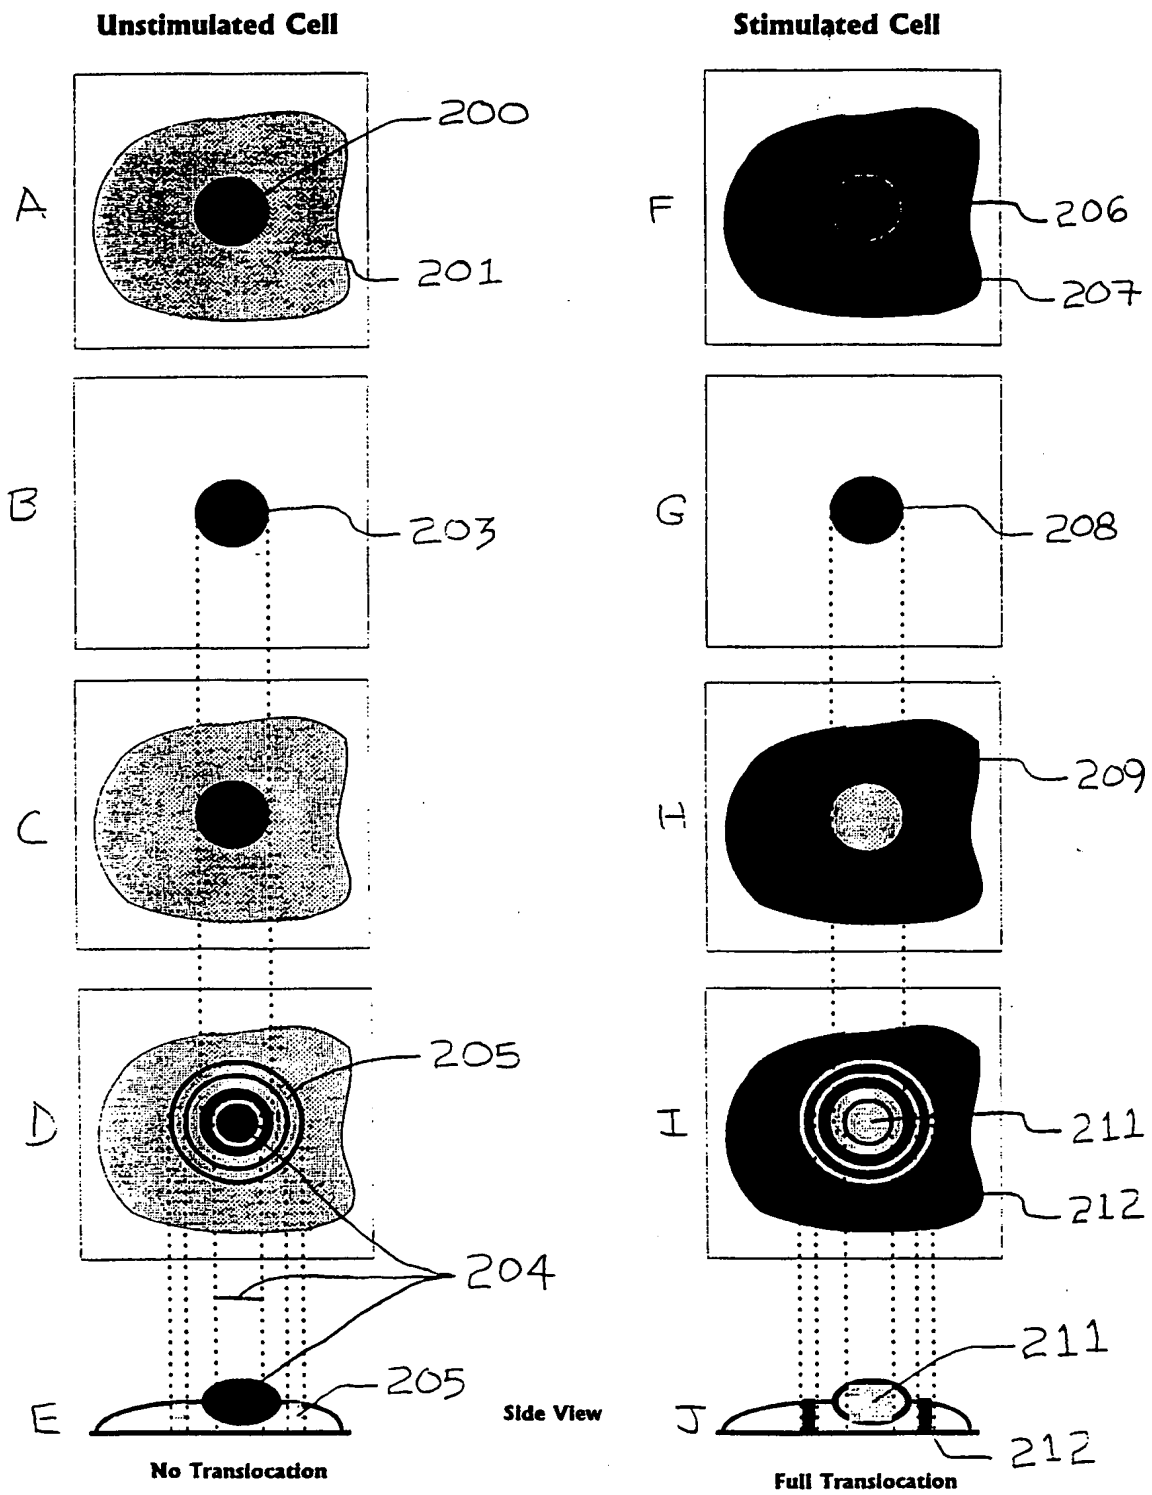 Unstimulated Cell
Stimulated Cell
A
200
201
F
206
207
B
203
G
208
C
H
209
D
205
204
I
211
212
E
205
Side View
J
211
212
No Translocation
Full Translocation